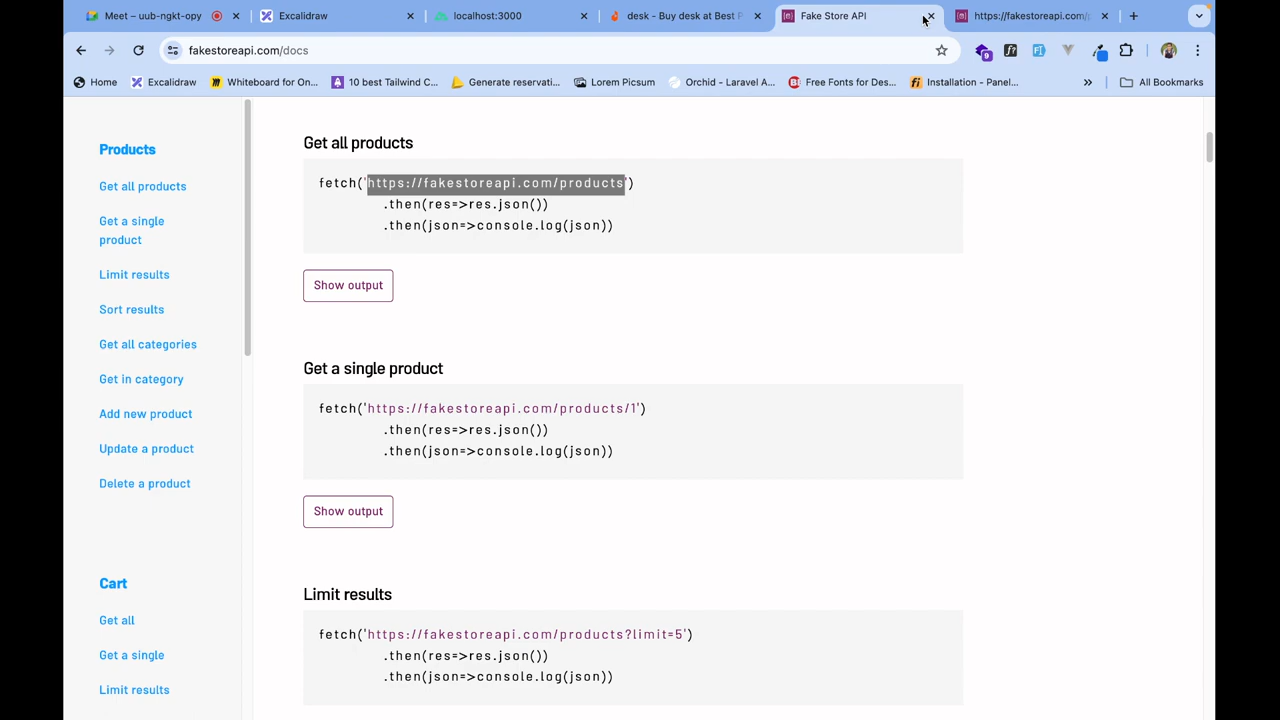 Meet – uub-ngkt-opy
Excalidraw
localhost:3000
desk - Buy desk at Best P
Fake Store API
https://fakestoreapi.com/
fakestoreapi.com/docs
9
Home
Excalidraw
Whiteboard for On...
10 best Tailwind C...
Generate reservati...
Lorem Picsum
Orchid - Laravel A...
Free Fonts for Des...
Installation - Panel...
»
All Bookmarks
Products
Get all products
Get a single
product
Limit results
Sort results
Get all categories
Get in category
Add new product
Update a product
Delete a product
Cart
Get all
Get a single
Limit results
Get all products
fetch('https://fakestoreapi.com/products')
.then(res=>res.json())
.then(json=>console.log(json))
Show output
Get a single product
fetch('https://fakestoreapi.com/products/1')
.then(res=>res.json())
.then(json=>console.log(json))
Show output
Limit results
fetch('https://fakestoreapi.com/products?limit=5')
.then(res=>res.json())
.then(json=>console.log(json))